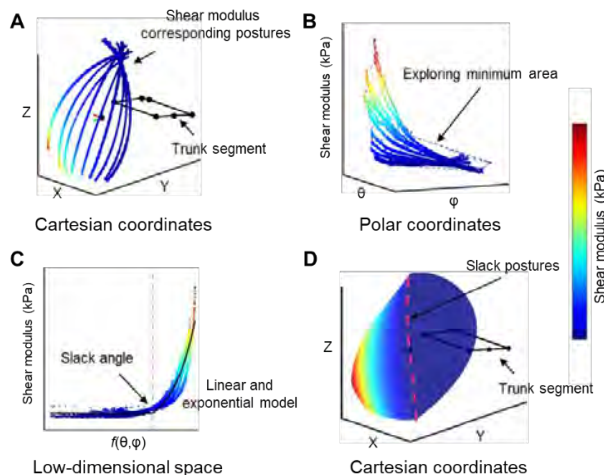 A
Shear modulus
corresponding postures
Z
X
Y
Trunk segment
Cartesian coordinates
B
Shear modulus (kPa)
Exploring minimum area
θ
φ
Polar coordinates
C
Shear modulus (kPa)
Slack angle
Linear and
exponential model
f(θ,φ)
Low-dimensional space
D
Slack postures
Z
X
Y
Trunk segment
Cartesian coordinates
Shear modulus (kPa)